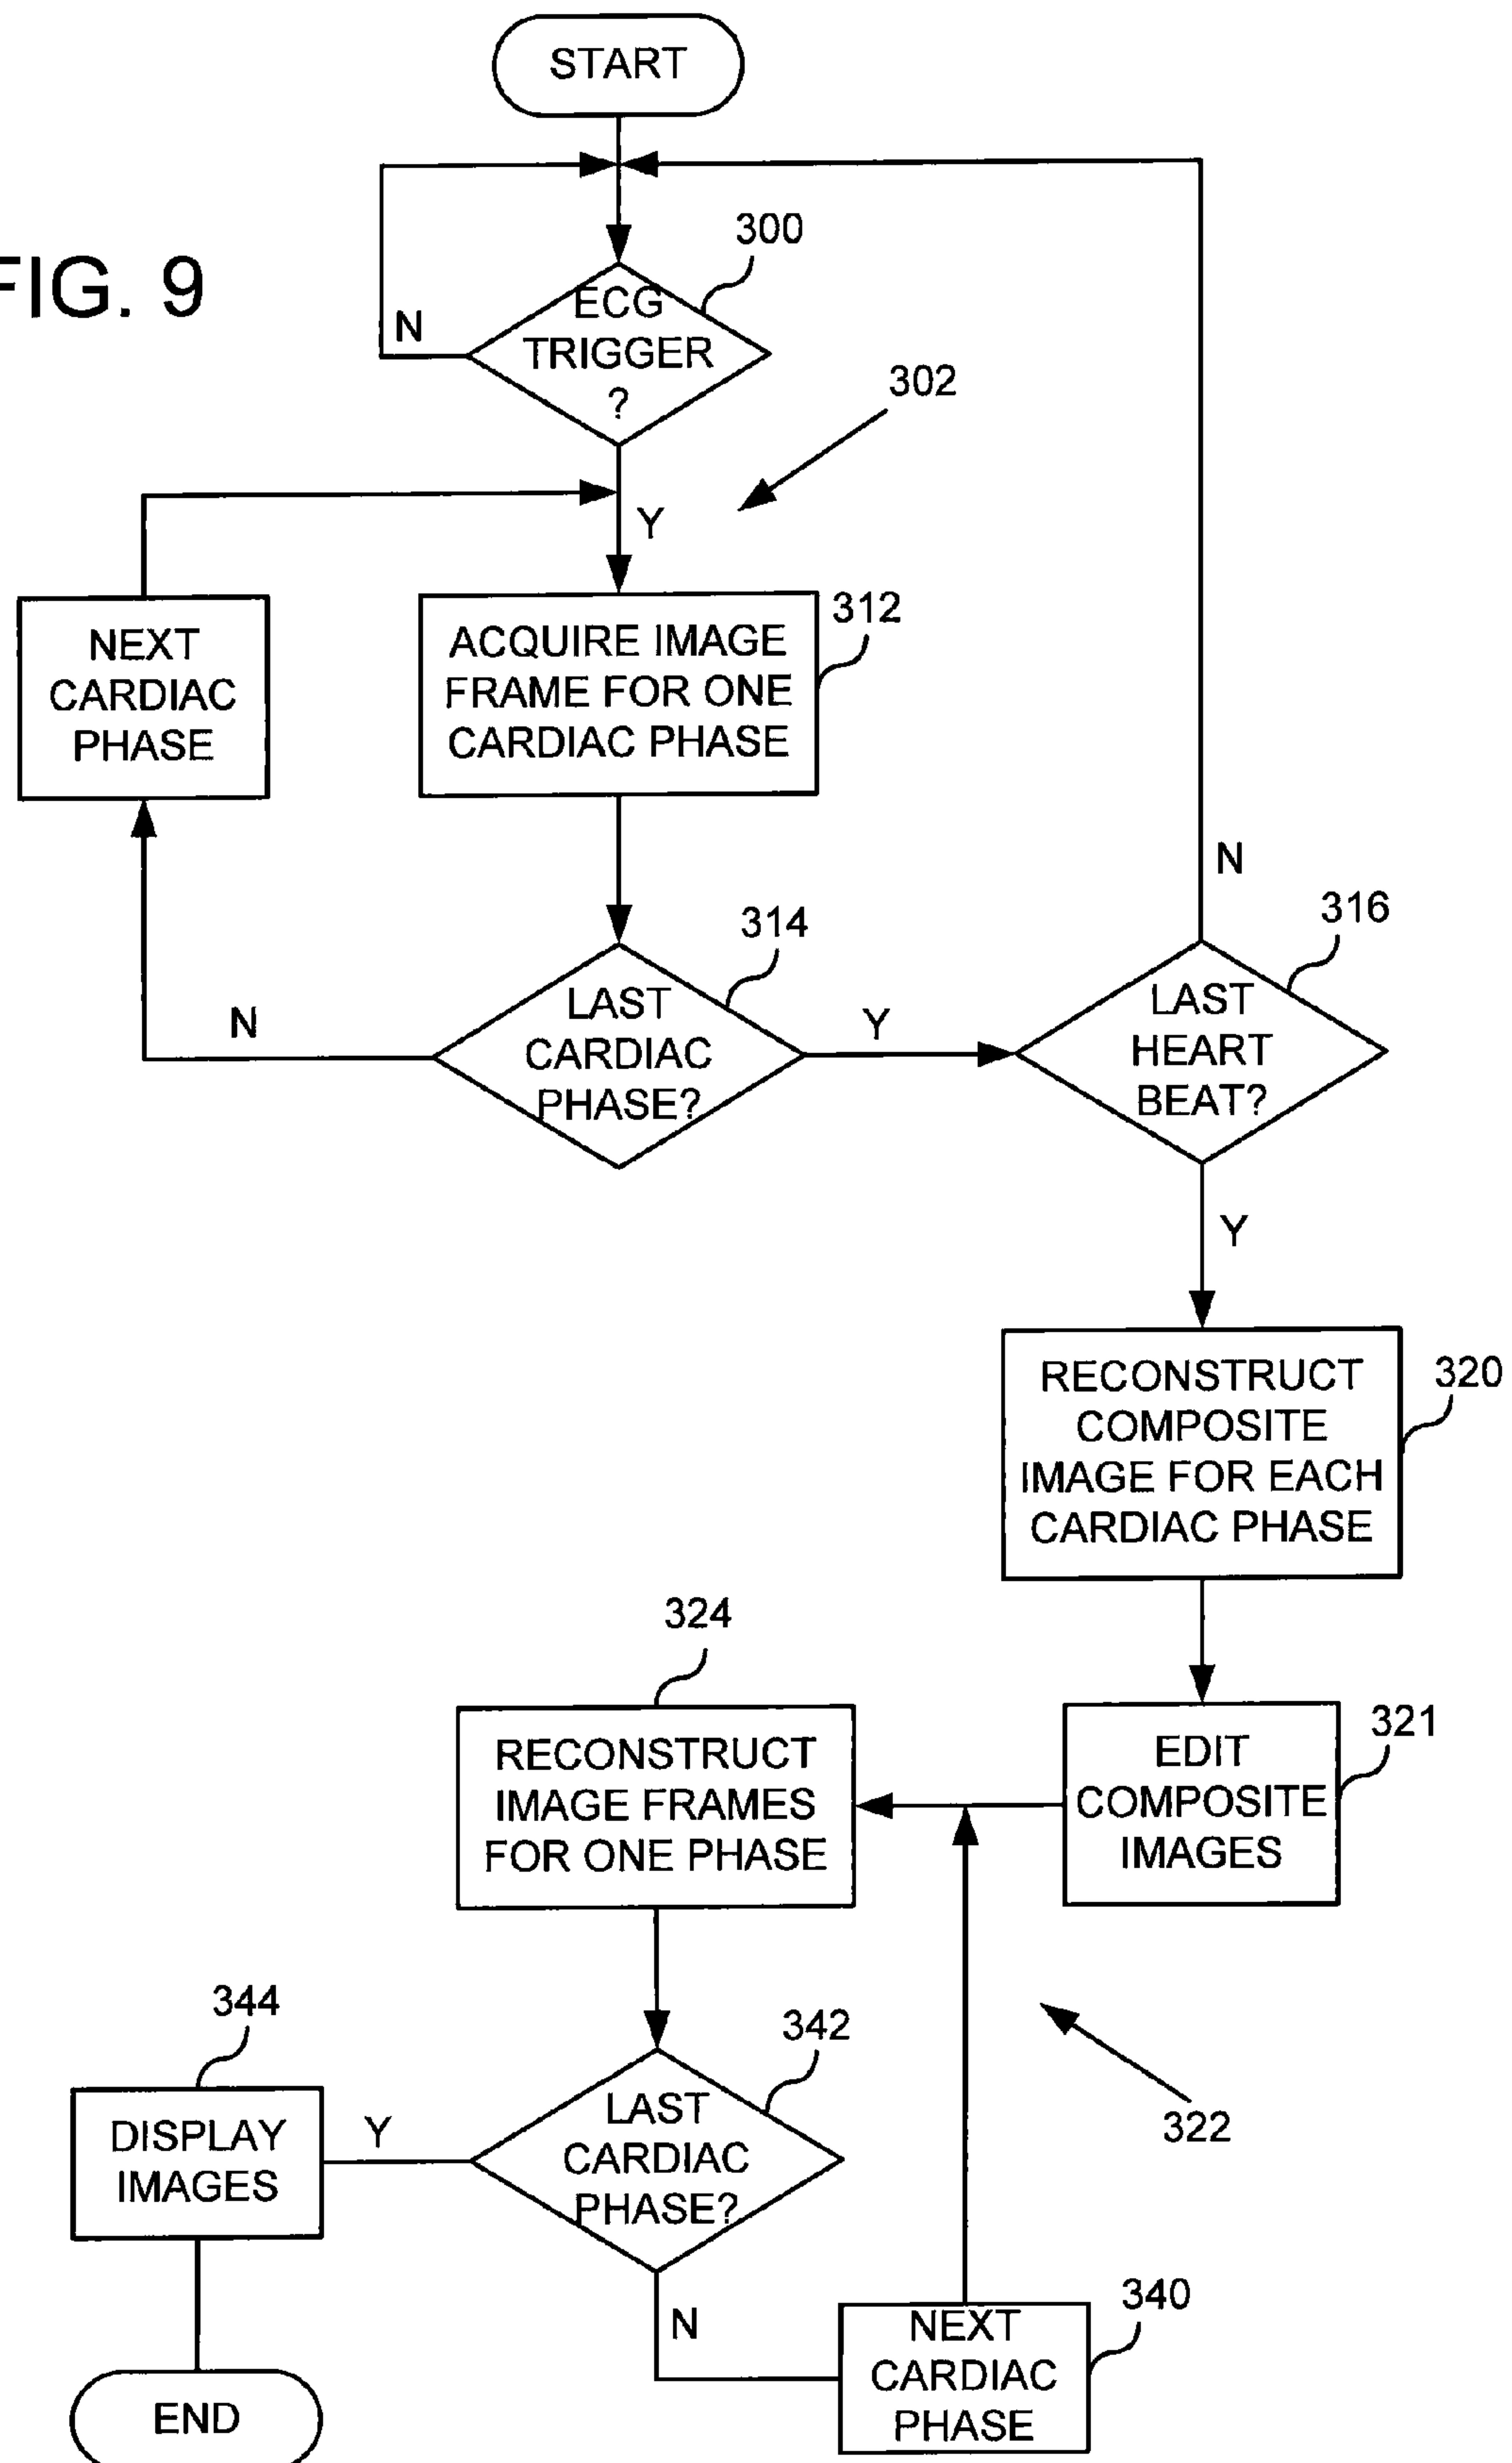 START
FIG. 9
300
ECG
TRIGGER
?
N
302
Y
NEXT
CARDIAC
PHASE
312
ACQUIRE IMAGE
FRAME FOR ONE
CARDIAC PHASE
N
314
LAST
CARDIAC
PHASE?
Y
N
316
LAST
HEART
BEAT?
Y
320
RECONSTRUCT
COMPOSITE
IMAGE FOR EACH
CARDIAC PHASE
324
RECONSTRUCT
IMAGE FRAMES
FOR ONE PHASE
321
EDIT
COMPOSITE
IMAGES
344
DISPLAY
IMAGES
Y
342
LAST
CARDIAC
PHASE?
322
N
340
NEXT
CARDIAC
PHASE
END